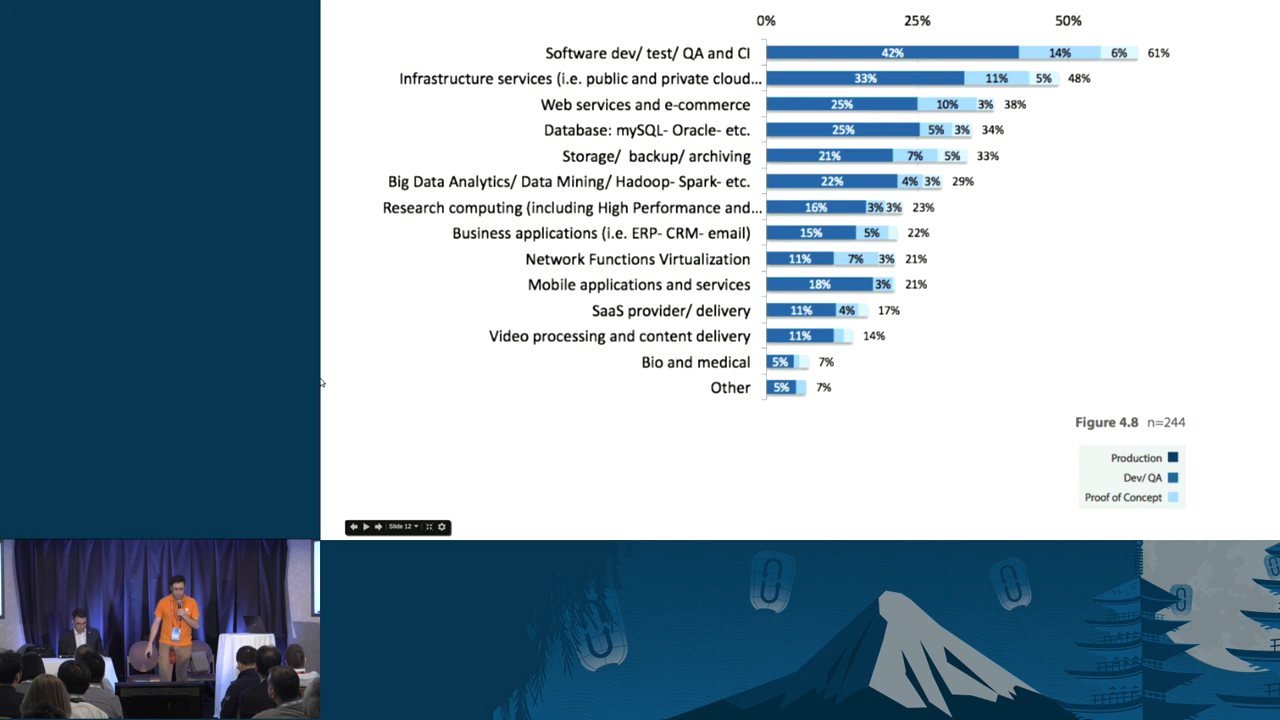 0% 25% 50%
Software dev/ test/ QA and CI 42% 14% 6% 61%
Infrastructure services (i.e. public and private cloud... 33% 11% 5% 48%
Web services and e-commerce 25% 10% 3% 38%
Database: mySQL- Oracle- etc. 25% 5% 3% 34%
Storage/ backup/ archiving 21% 7% 5% 33%
Big Data Analytics/ Data Mining/ Hadoop- Spark- etc. 22% 4% 3% 29%
Research computing (including High Performance and... 16% 3% 3% 23%
Business applications (i.e. ERP- CRM- email) 15% 5% 22%
Network Functions Virtualization 11% 7% 3% 21%
Mobile applications and services 18% 3% 21%
SaaS provider/ delivery 11% 4% 17%
Video processing and content delivery 11% 14%
Bio and medical 5% 7%
Other 5% 7%
Figure 4.8 n=244
Production
Dev/ QA
Proof of Concept
Slide 12